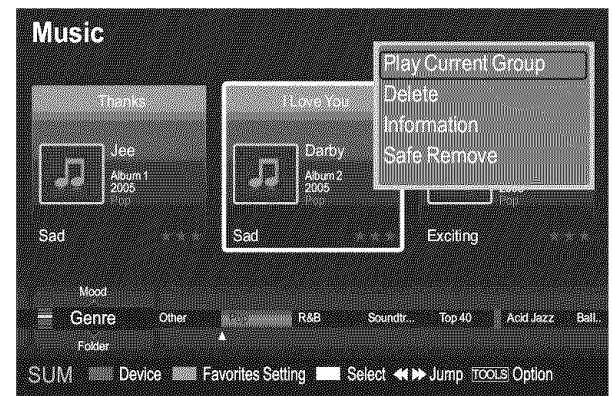 Music
Play Current Group
Delete
Information
Safe Remove
Thanks
Jee
Album 1
2005
Pop
Sad
I Love You
Darby
Album 2
2005
Pop
Sad
2005
Pop
Exciting
Mood
Genre
Other
Pop
R&B
Soundtr...
Top 40
Acid Jazz
Ball..
Folder
SUM
Device
Favorites Setting
Select
Jump
TOOLS Option